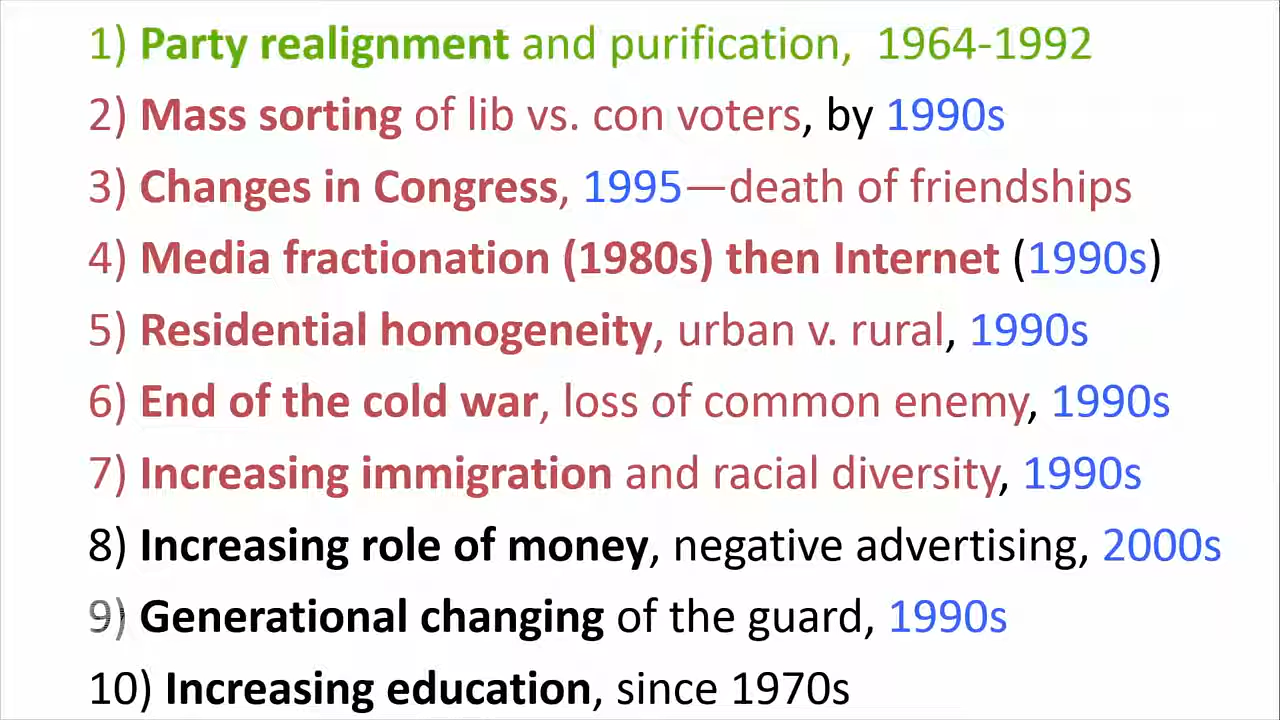 1) Party realignment and purification,  1964-1992
2) Mass sorting of lib vs. con voters, by 1990s
3) Changes in Congress, 1995—death of friendships
4) Media fractionation (1980s) then Internet (1990s)
5) Residential homogeneity, urban v. rural, 1990s
6) End of the cold war, loss of common enemy, 1990s
7) Increasing immigration and racial diversity, 1990s
8) Increasing role of money, negative advertising, 2000s
9) Generational changing of the guard, 1990s
10) Increasing education, since 1970s